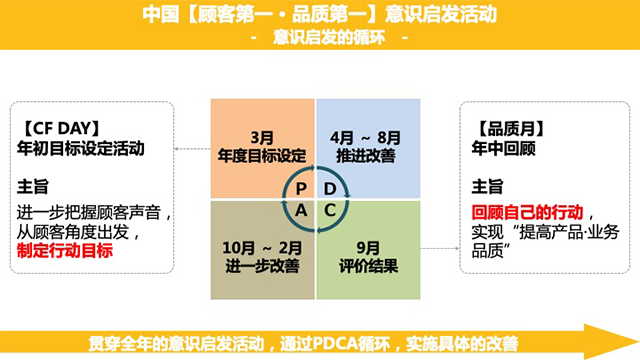 中国【顾客第一・品质第一】意识启发活动
- 意识启发的循环 -
【CF DAY】
年初目标设定活动
主旨
进一步把握顾客声音，
从顾客角度出发，
制定行动目标
3月
年度目标设定
4月 ～ 8月
推进改善
P D
A C
10月 ～ 2月
进一步改善
9月
评价结果
【品质月】
年中回顾
主旨
回顾自己的行动，
实现“提高产品·业务
品质”
贯穿全年的意识启发活动，通过PDCA循环，实施具体的改善